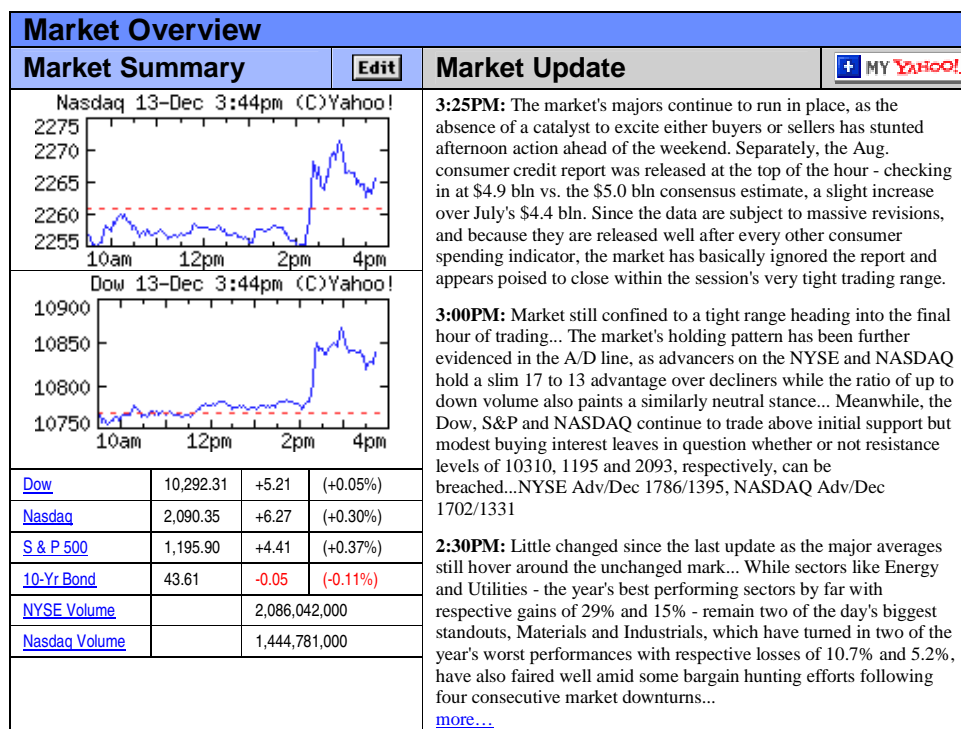 Market Overview
Market Summary
Edit
Market Update
MY YAHOO!
Nasdaq 13-Dec 3:44pm (C)Yahoo!
2275
2270
2265
2260
2255
10am 12pm 2pm 4pm
Dow 13-Dec 3:44pm (C)Yahoo!
10900
10850
10800
10750
10am 12pm 2pm 4pm
Dow 10,292.31 +5.21 (+0.05%)
Nasdaq 2,090.35 +6.27 (+0.30%)
S & P 500 1,195.90 +4.41 (+0.37%)
10-Yr Bond 43.61 -0.05 (-0.11%)
NYSE Volume 2,086,042,000
Nasdaq Volume 1,444,781,000
3:25PM: The market's majors continue to run in place, as the
absence of a catalyst to excite either buyers or sellers has stunted
afternoon action ahead of the weekend. Separately, the Aug.
consumer credit report was released at the top of the hour - checking
in at $4.9 bln vs. the $5.0 bln consensus estimate, a slight increase
over July's $4.4 bln. Since the data are subject to massive revisions,
and because they are released well after every other consumer
spending indicator, the market has basically ignored the report and
appears poised to close within the session's very tight trading range.
3:00PM: Market still confined to a tight range heading into the final
hour of trading... The market's holding pattern has been further
evidenced in the A/D line, as advancers on the NYSE and NASDAQ
hold a slim 17 to 13 advantage over decliners while the ratio of up to
down volume also paints a similarly neutral stance... Meanwhile, the
Dow, S&P and NASDAQ continue to trade above initial support but
modest buying interest leaves in question whether or not resistance
levels of 10310, 1195 and 2093, respectively, can be
breached...NYSE Adv/Dec 1786/1395, NASDAQ Adv/Dec
1702/1331
2:30PM: Little changed since the last update as the major averages
still hover around the unchanged mark... While sectors like Energy
and Utilities - the year's best performing sectors by far with
respective gains of 29% and 15% - remain two of the day's biggest
standouts, Materials and Industrials, which have turned in two of the
year's worst performances with respective losses of 10.7% and 5.2%,
have also faired well amid some bargain hunting efforts following
four consecutive market downturns...
more…